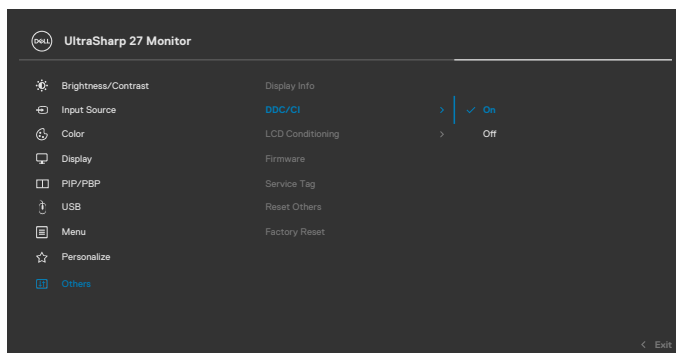 DELL UltraSharp 27 Monitor
Brightness/Contrast Display Info
Input Source DDC/CI > ✓ On
Color LCD Conditioning > Off
Display Firmware
PIP/PBP Service Tag
USB Reset Others
Menu Factory Reset
Personalize
Others
< Exit